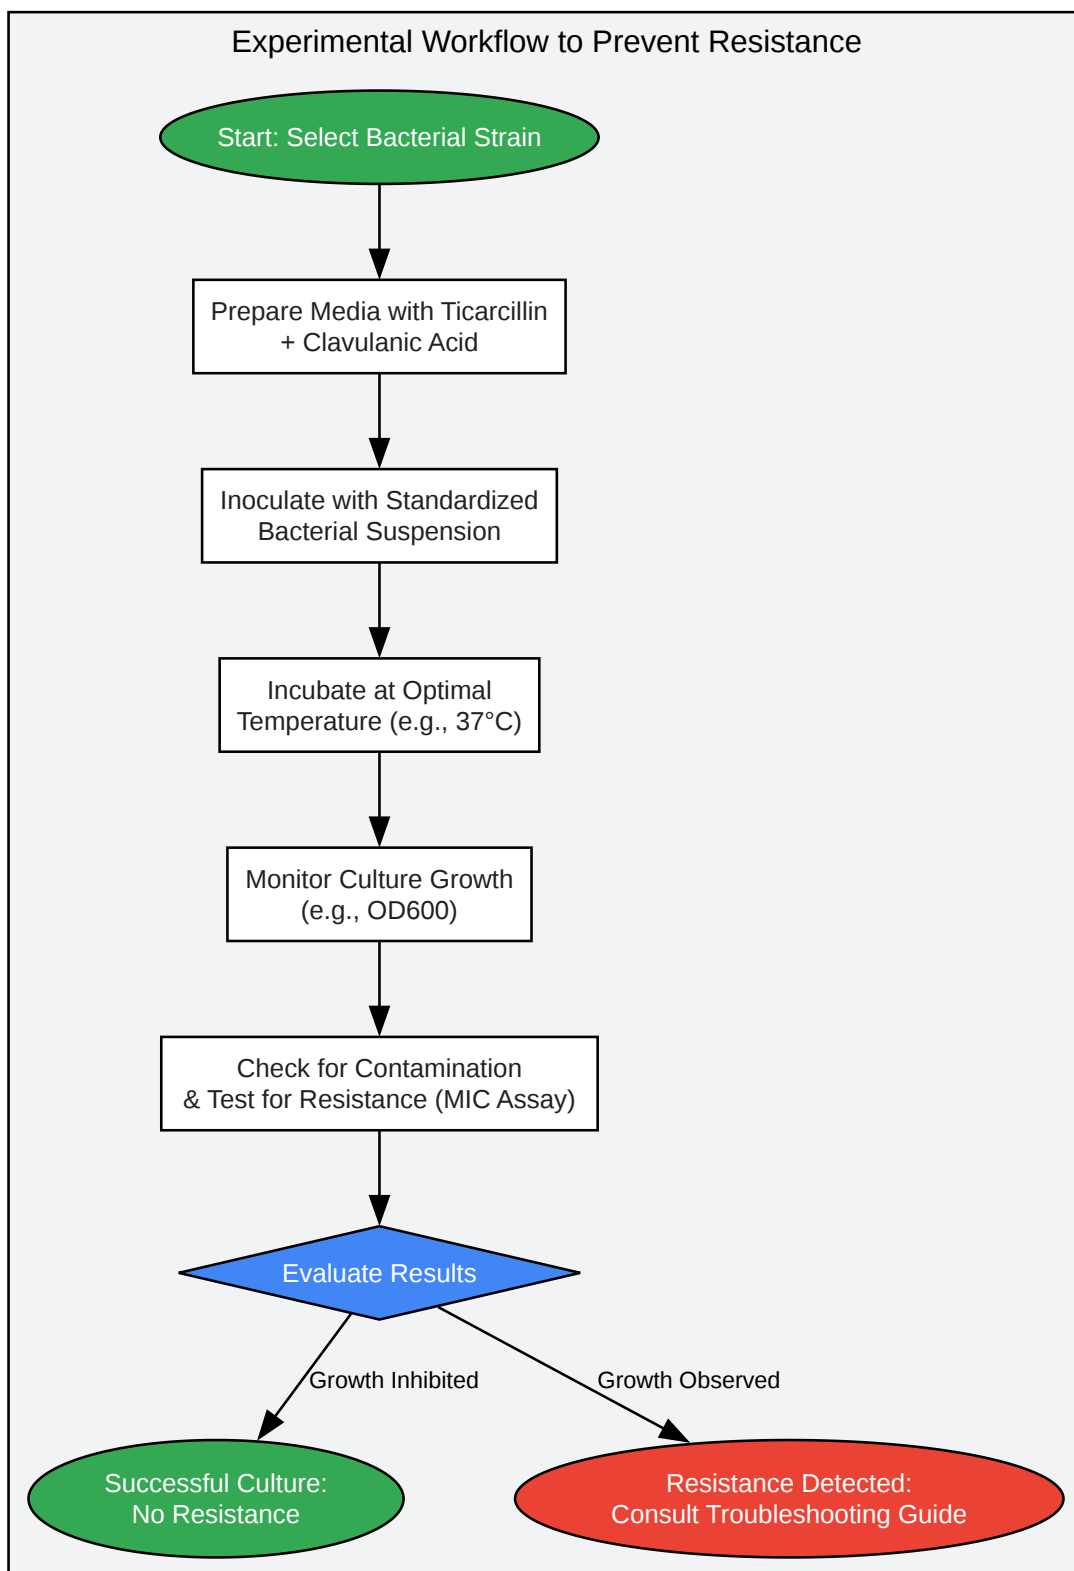 Experimental Workflow to Prevent Resistance
Start: Select Bacterial Strain
Prepare Media with Ticarcillin
+ Clavulanic Acid
Inoculate with Standardized
Bacterial Suspension
Incubate at Optimal
Temperature (e.g., 37°C)
Monitor Culture Growth
(e.g., OD600)
Check for Contamination
& Test for Resistance (MIC Assay)
Evaluate Results
Growth Inhibited
Growth Observed
Successful Culture:
No Resistance
Resistance Detected:
Consult Troubleshooting Guide